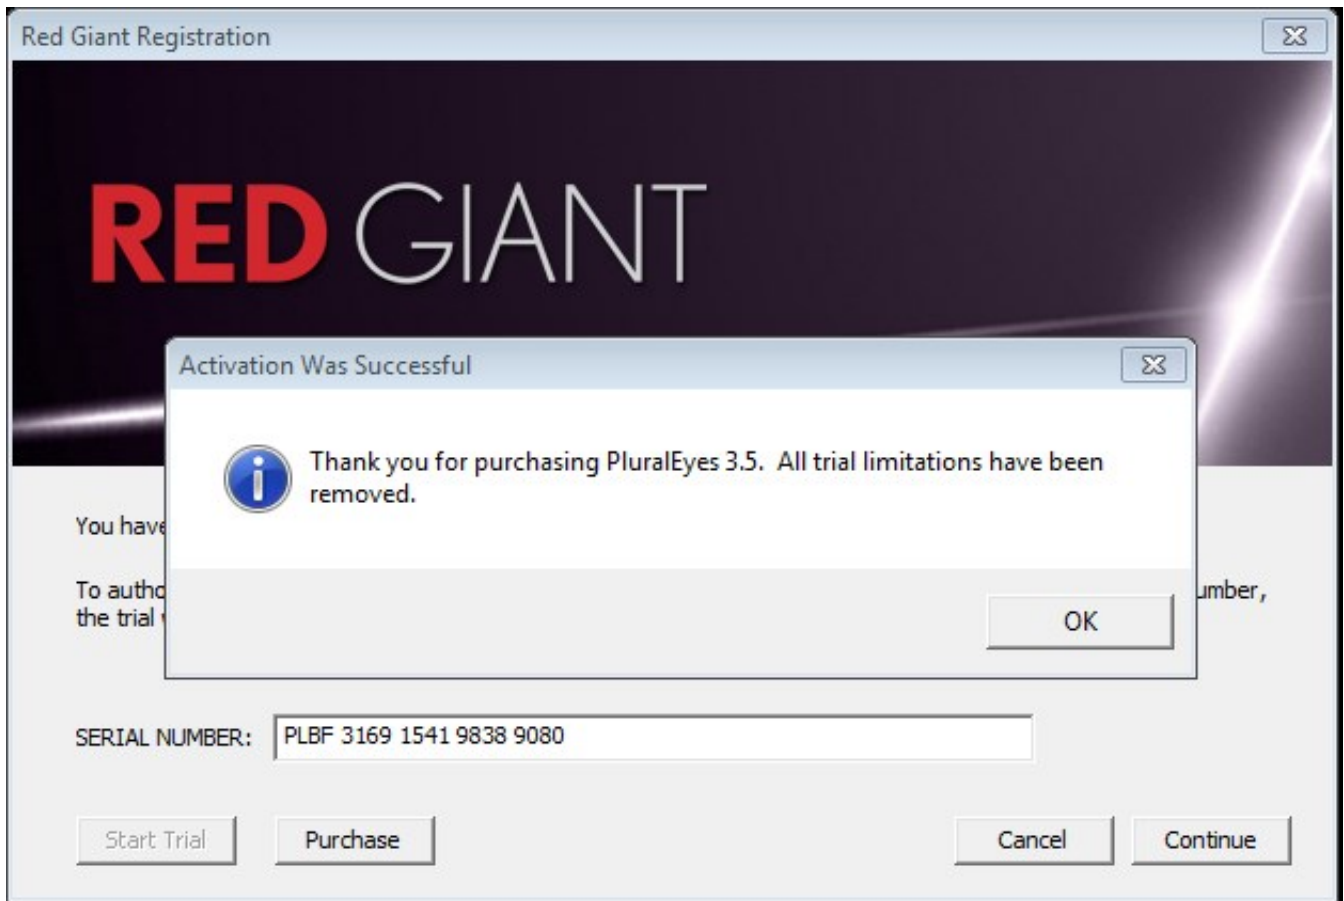 Red Giant Registration
RED GIANT
Activation Was Successful
Thank you for purchasing PluralEyes 3.5.  All trial limitations have been
removed.
You have
To autho
umber,
the trial
OK
SERIAL NUMBER: PLBF 3169 1541 9838 9080
Start Trial Purchase Cancel Continue